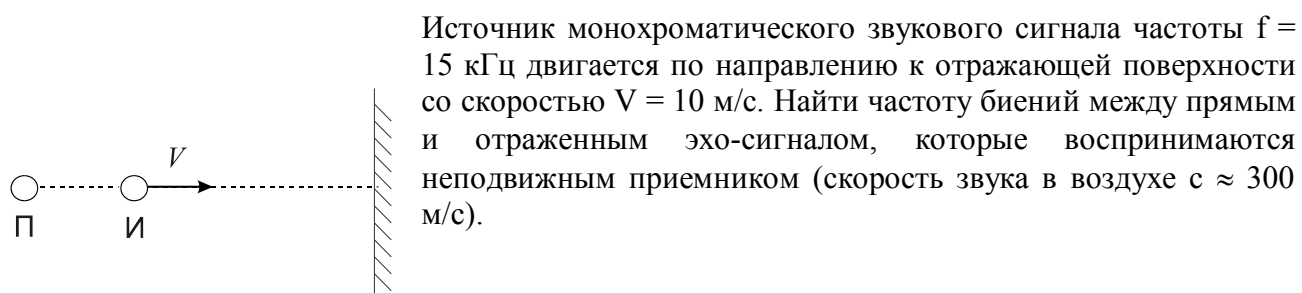 Источник монохроматического звукового сигнала частоты f =
15 кГц двигается по направлению к отражающей поверхности
со скоростью V = 10 м/с. Найти частоту биений между прямым
и отраженным эхо-сигналом, которые воспринимаются
неподвижным приемником (скорость звука в воздухе с ≈ 300
м/с).
V
П И